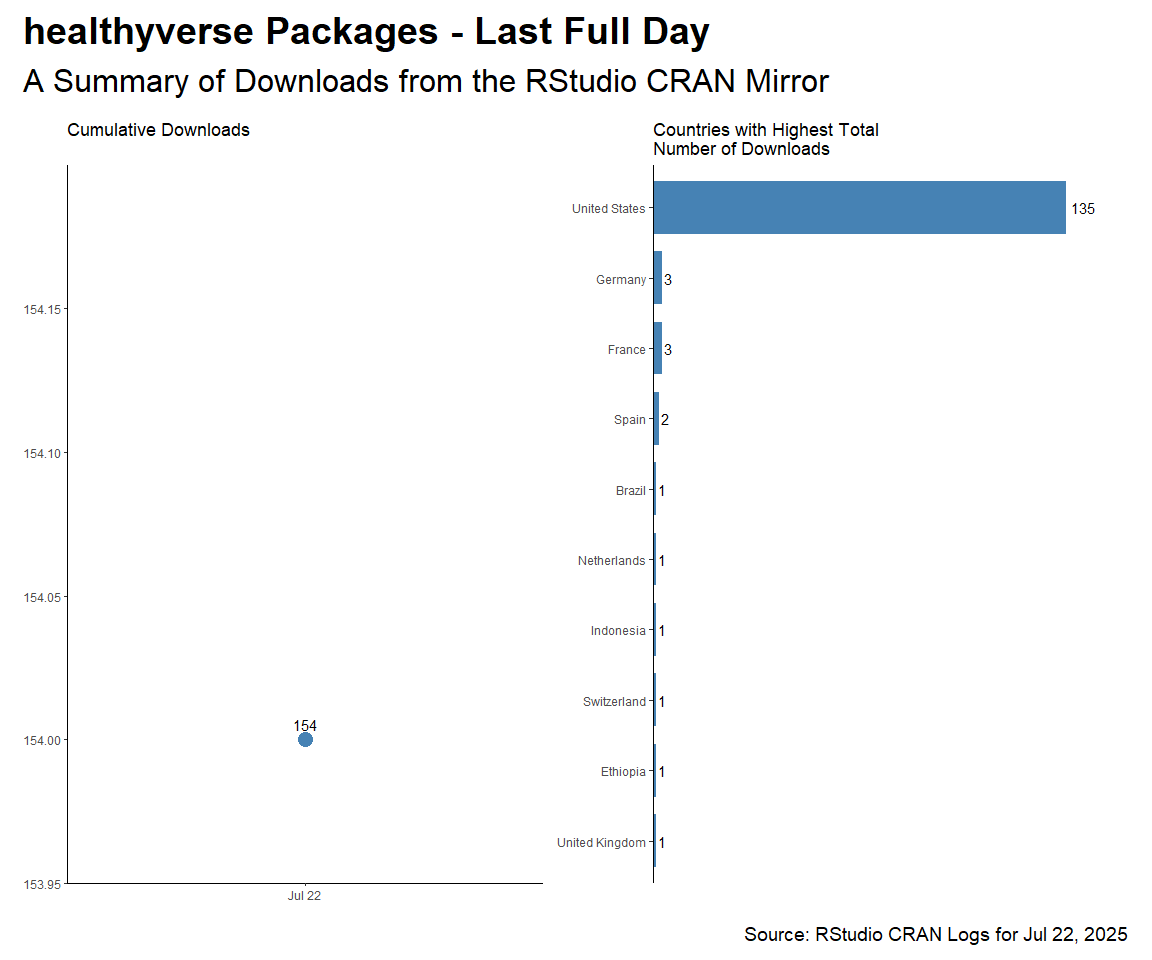 healthyverse Packages - Last Full Day
A Summary of Downloads from the RStudio CRAN Mirror
Cumulative Downloads
154.15
154.10
154.05
154.00
153.95
154
Jul 22
Countries with Highest Total
Number of Downloads
United States 135
Germany 3
France 3
Spain 2
Brazil 1
Netherlands 1
Indonesia 1
Switzerland 1
Ethiopia 1
United Kingdom 1
Source: RStudio CRAN Logs for Jul 22, 2025